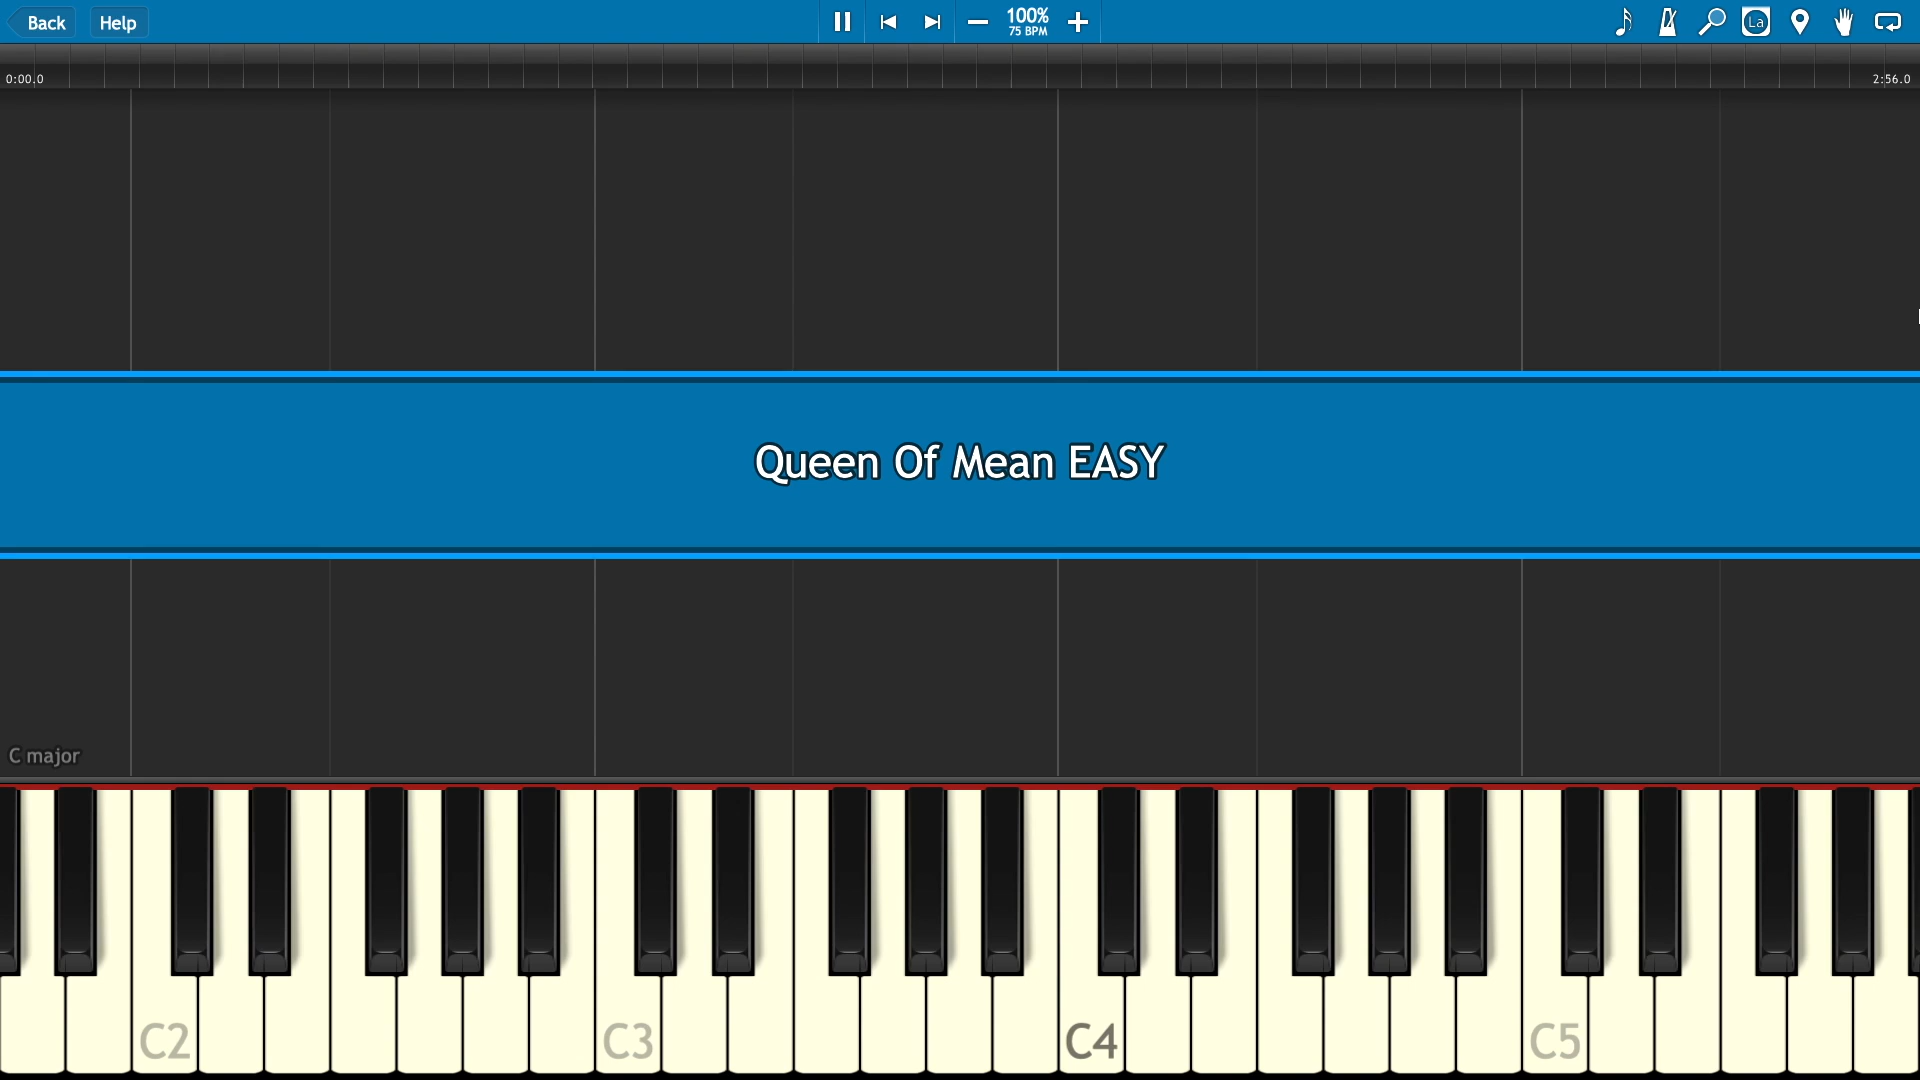 Back
Help
100%
75 BPM
La
0:00.0
2:56.0
Queen Of Mean EASY
C major
C2
C3
C4
C5